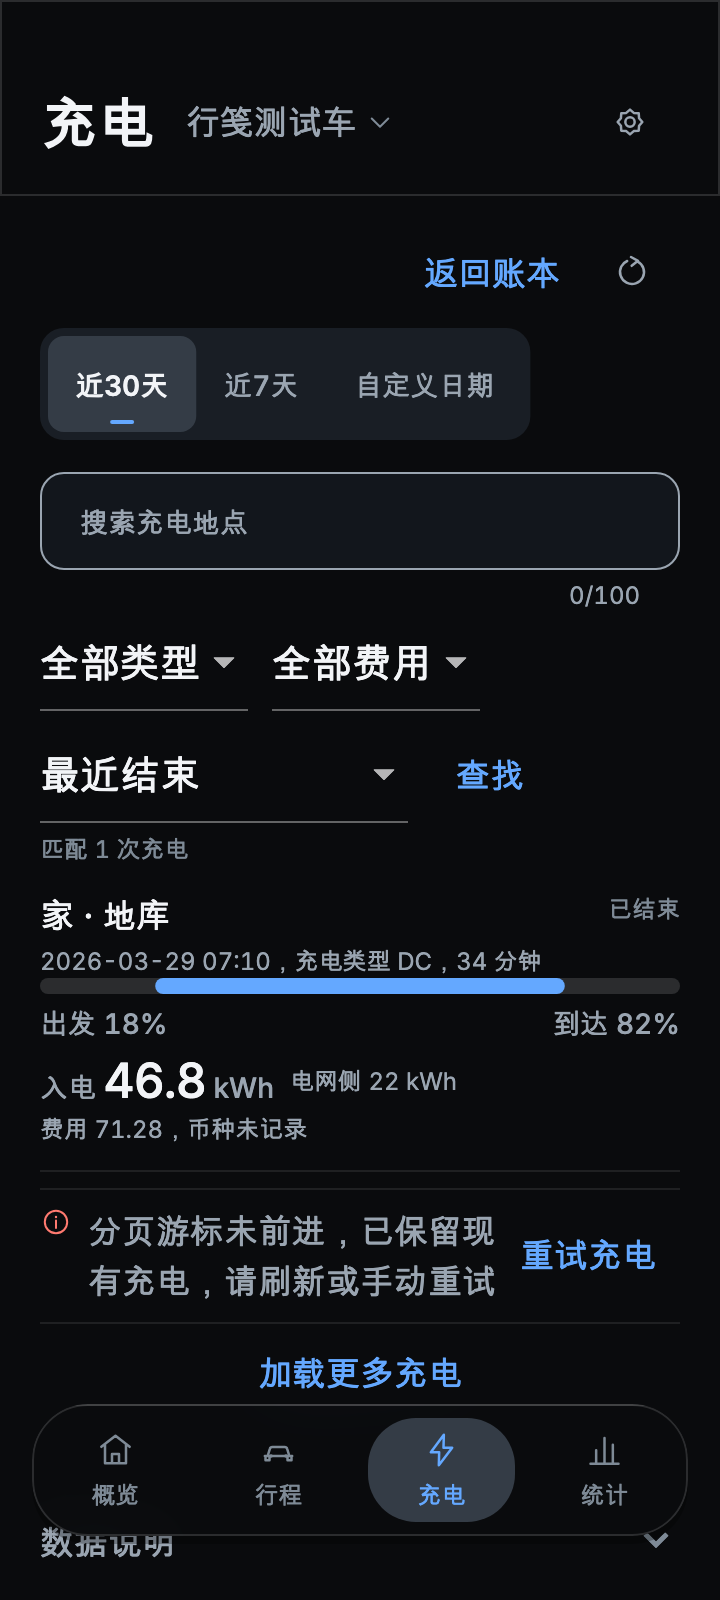 充电 行笺测试车
返回账本
近30天 近7天 自定义日期
搜索充电地点
0/100
全部类型 全部费用
最近结束 查找
匹配 1 次充电
家 · 地库 已结束
2026-03-29 07:10，充电类型 DC，34 分钟
出发 18% 到达 82%
入电 46.8 kWh 电网侧 22 kWh
费用 71.28，币种未记录
分页游标未前进，已保留现
有充电，请刷新或手动重试
重试充电
加载更多充电
概览 行程 充电 统计
数据说明